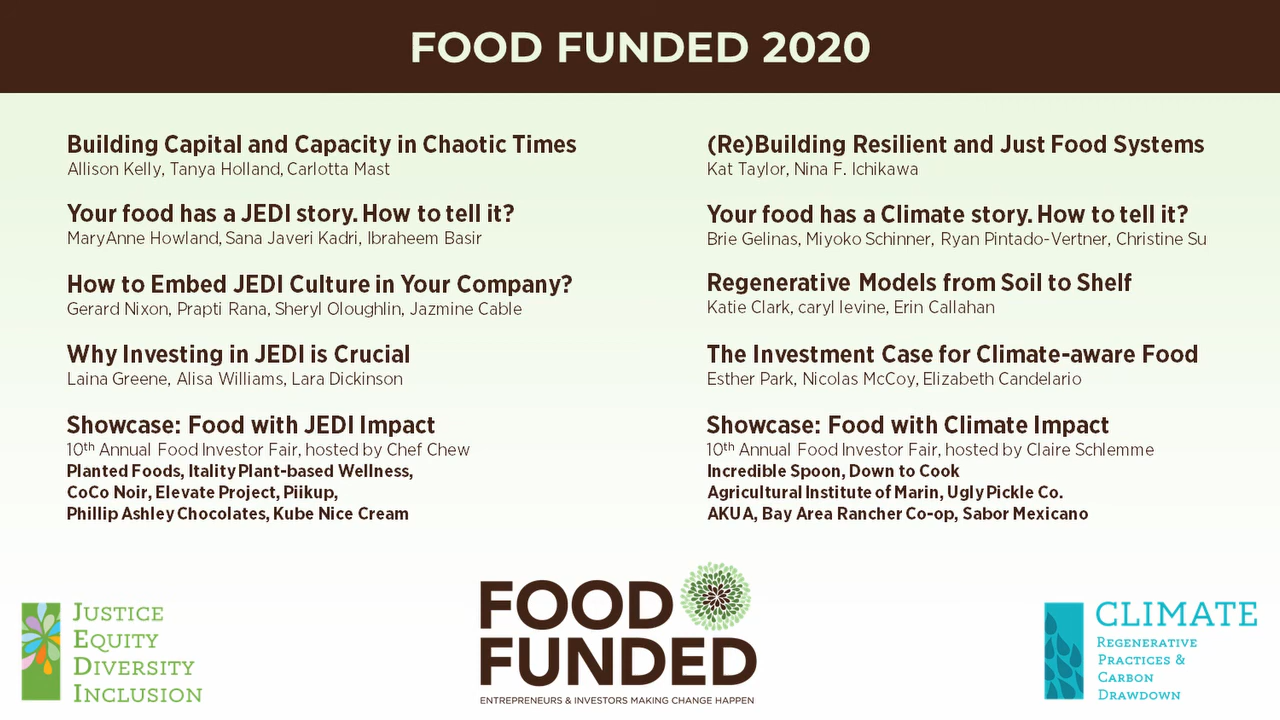 FOOD FUNDED 2020
Building Capital and Capacity in Chaotic Times
Allison Kelly, Tanya Holland, Carlotta Mast
Your food has a JEDI story. How to tell it?
MaryAnne Howland, Sana Javeri Kadri, Ibraheem Basir
How to Embed JEDI Culture in Your Company?
Gerard Nixon, Prapti Rana, Sheryl Oloughlin, Jazmine Cable
Why Investing in JEDI is Crucial
Laina Greene, Alisa Williams, Lara Dickinson
Showcase: Food with JEDI Impact
10th Annual Food Investor Fair, hosted by Chef Chew
Planted Foods, Itality Plant-based Wellness,
CoCo Noir, Elevate Project, Piikup,
Phillip Ashley Chocolates, Kube Nice Cream
(Re)Building Resilient and Just Food Systems
Kat Taylor, Nina F. Ichikawa
Your food has a Climate story. How to tell it?
Brie Gelinas, Miyoko Schinner, Ryan Pintado-Vertner, Christine Su
Regenerative Models from Soil to Shelf
Katie Clark, caryl levine, Erin Callahan
The Investment Case for Climate-aware Food
Esther Park, Nicolas McCoy, Elizabeth Candelario
Showcase: Food with Climate Impact
10th Annual Food Investor Fair, hosted by Claire Schlemme
Incredible Spoon, Down to Cook
Agricultural Institute of Marin, Ugly Pickle Co.
AKUA, Bay Area Rancher Co-op, Sabor Mexicano
JUSTICE
EQUITY
DIVERSITY
INCLUSION
FOOD
FUNDED
ENTREPRENEURS & INVESTORS MAKING CHANGE HAPPEN
CLIMATE
REGENERATIVE
PRACTICES &
CARBON
DRAWDOWN